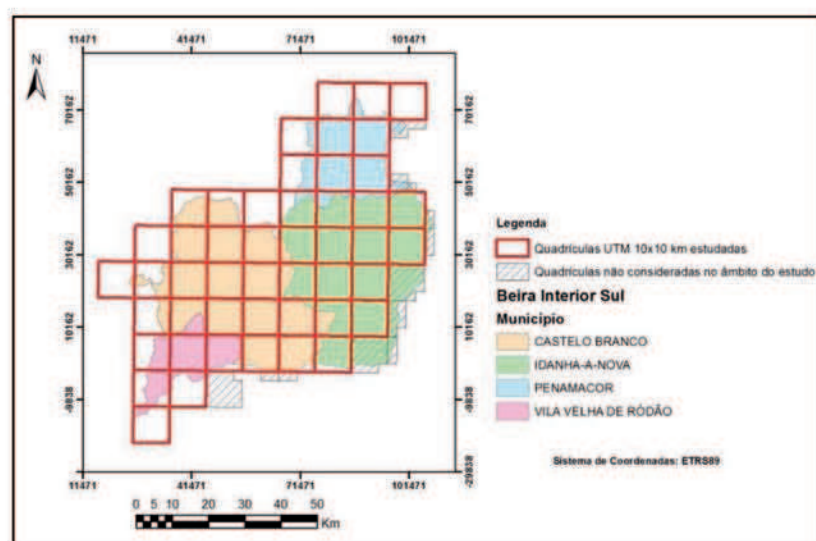 11471 41471 71471 101471
N
70162 70162
50162 50162
30162 30162
10162 10162
-9838 -9838
-29838
11471 41471 71471 101471
0 5 10 20 30 40 50
Km
Legenda
Quadrículas UTM 10x10 km estudadas
Quadrículas não consideradas no âmbito do estudo
Beira Interior Sul
Município
CASTELO BRANCO
IDANHA-A-NOVA
PENAMACOR
VILA VELHA DE RÓDÃO
Sistema de Coordenadas: ETRS89